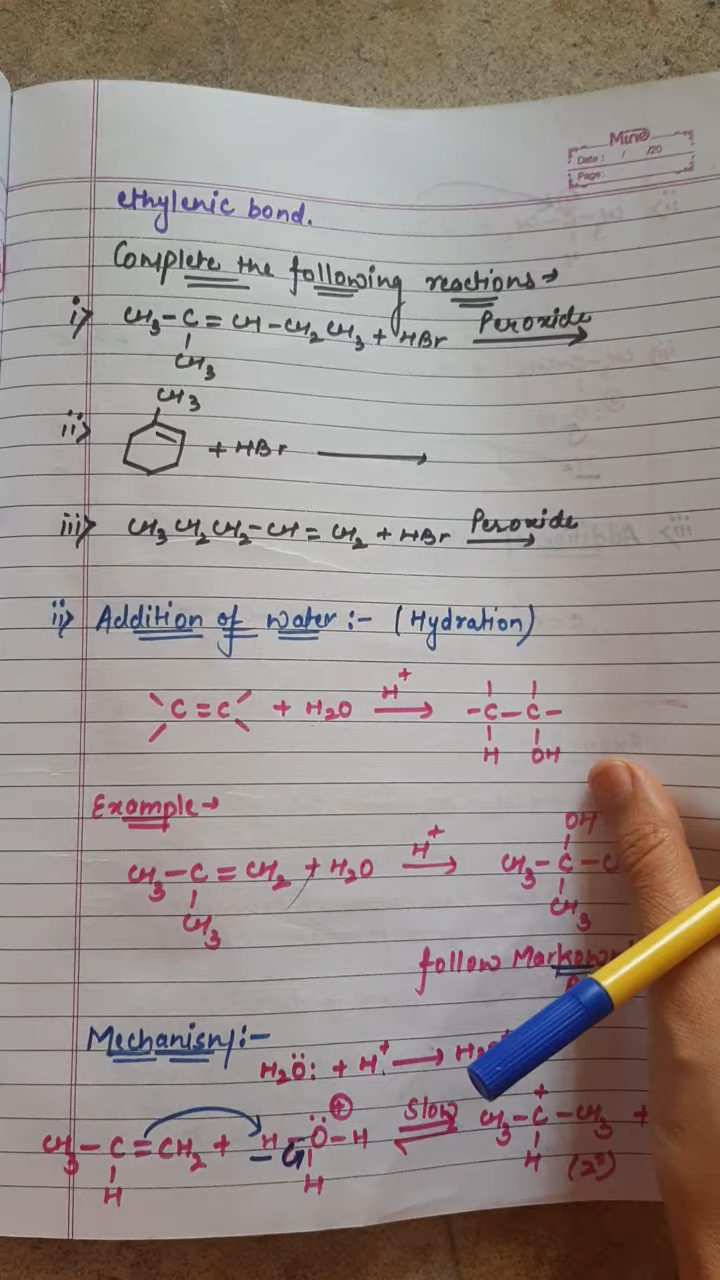 Mine
Date : / /20
Page:
ethylenic bond.
Complete the following reactions→
i) CH3-C=CH-CH2CH3 + HBr Peroxide
CH3
CH3
ii) + HBr
iii) CH3CH2CH2-CH=CH2 + HBr Peroxide
ii) Addition of water:- (Hydration)
C=C + H2O H+ -C-C-
H OH
Example→
OH
CH3-C=CH2 + H2O H+ CH3-C-
CH3 CH3
follow
Mechanism:-
H2Ö: + H+ →
CH3-C=CH2 + H-Ö-H Slow CH3-C-CH3 +
H H + H (2°)